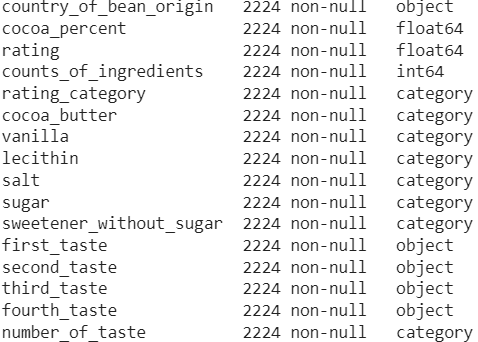 country_of_bean_origin 2224 non-null object
cocoa_percent 2224 non-null float64
rating 2224 non-null float64
counts_of_ingredients 2224 non-null int64
rating_category 2224 non-null category
cocoa_butter 2224 non-null category
vanilla 2224 non-null category
lecithin 2224 non-null category
salt 2224 non-null category
sugar 2224 non-null category
sweetener_without_sugar 2224 non-null category
first_taste 2224 non-null object
second_taste 2224 non-null object
third_taste 2224 non-null object
fourth_taste 2224 non-null object
number_of_taste 2224 non-null category